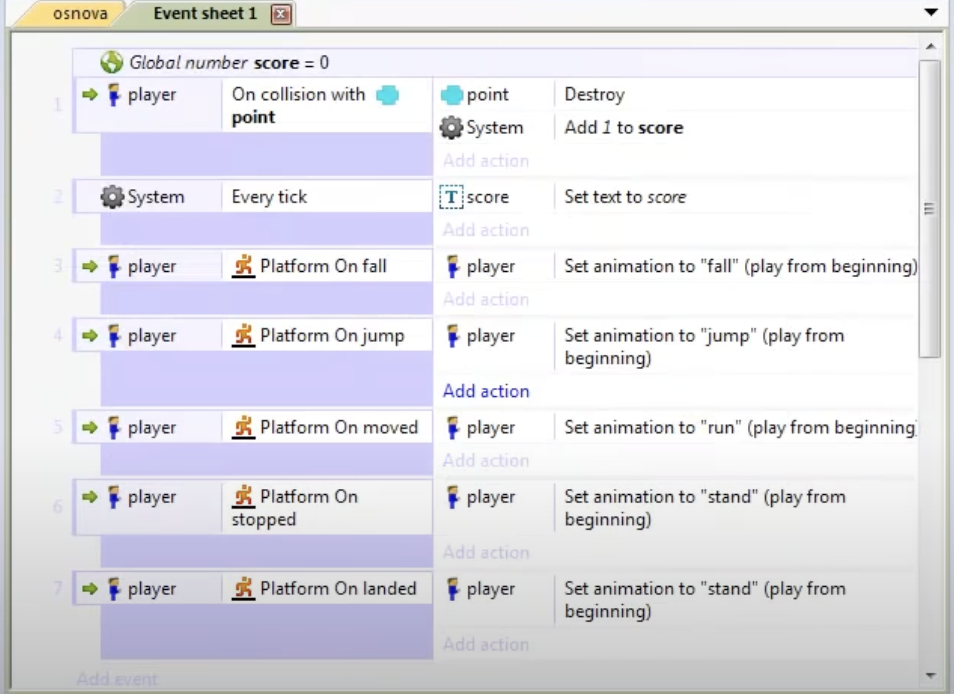 osnova Event sheet 1
Global number score = 0
1 player On collision with point point Destroy
System Add 1 to score
Add action
2 System Every tick T score Set text to score
Add action
3 player Platform On fall player Set animation to "fall" (play from beginning)
Add action
4 player Platform On jump player Set animation to "jump" (play from
beginning)
Add action
5 player Platform On moved player Set animation to "run" (play from beginning
Add action
6 player Platform On stopped player Set animation to "stand" (play from
beginning)
Add action
7 player Platform On landed player Set animation to "stand" (play from
beginning)
Add action
Add event